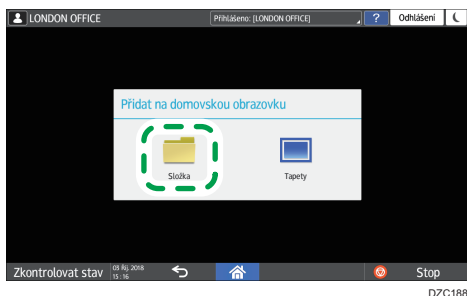 LONDON OFFICE
Přihlášeno: [LONDON OFFICE]
?
Odhlášení
Přidat na domovskou obrazovku
Složka
Tapety
Zkontrolovat stav
03 Říj. 2018
15 : 16
Stop
DZC188